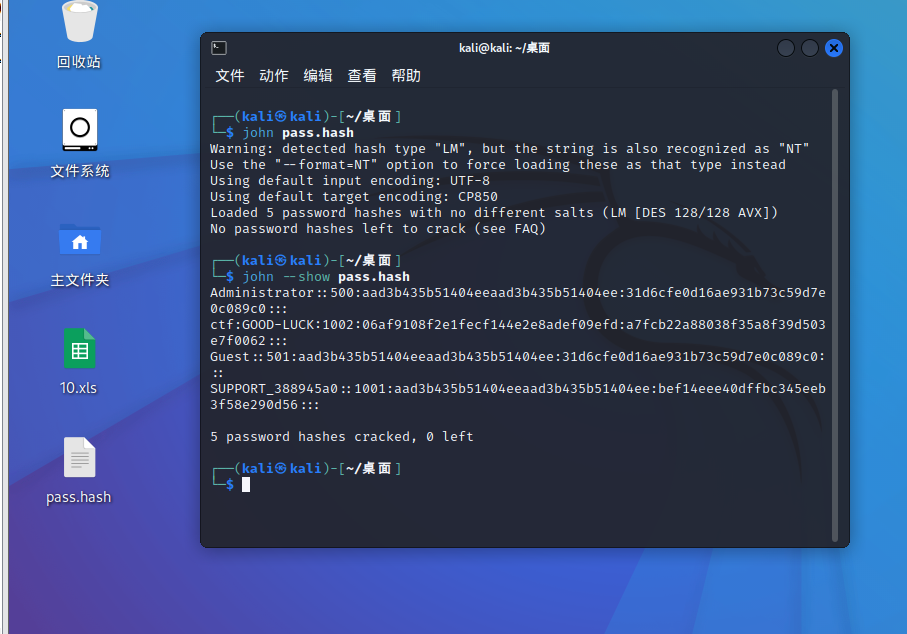 回收站
文件系统
主文件夹
10.xls
pass.hash
kali@kali: ~/桌面
文件 动作 编辑 查看 帮助
┌──(kali㉿kali)-[~/桌面]
└─$ john pass.hash
Warning: detected hash type "LM", but the string is also recognized as "NT"
Use the "--format=NT" option to force loading these as that type instead
Using default input encoding: UTF-8
Using default target encoding: CP850
Loaded 5 password hashes with no different salts (LM [DES 128/128 AVX])
No password hashes left to crack (see FAQ)
┌──(kali㉿kali)-[~/桌面]
└─$ john --show pass.hash
Administrator::500:aad3b435b51404eeaad3b435b51404ee:31d6cfe0d16ae931b73c59d7e
0c089c0:::
ctf:GOOD-LUCK:1002:06af9108f2e1fecf144e2e8adef09efd:a7fcb22a88038f35a8f39d503
e7f0062:::
Guest::501:aad3b435b51404eeaad3b435b51404ee:31d6cfe0d16ae931b73c59d7e0c089c0:
::
SUPPORT_388945a0::1001:aad3b435b51404eeaad3b435b51404ee:bef14eee40dffbc345eeb
3f58e290d56:::
5 password hashes cracked, 0 left
┌──(kali㉿kali)-[~/桌面]
└─$